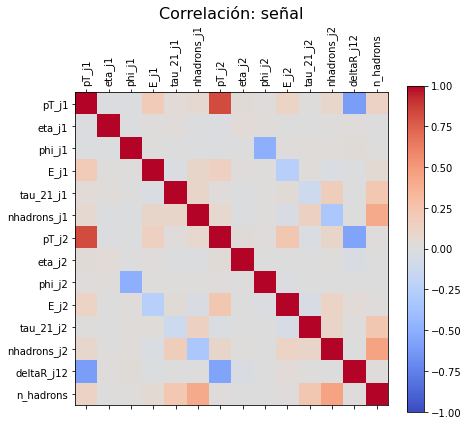 Correlación: señal
pT_j1
eta_j1
phi_j1
E_j1
tau_21_j1
nhadrons_j1
pT_j2
eta_j2
phi_j2
E_j2
tau_21_j2
nhadrons_j2
deltaR_j12
n_hadrons
pT_j1
eta_j1
phi_j1
E_j1
tau_21_j1
nhadrons_j1
pT_j2
eta_j2
phi_j2
E_j2
tau_21_j2
nhadrons_j2
deltaR_j12
n_hadrons
1.00
0.75
0.50
0.25
0.00
−0.25
−0.50
−0.75
−1.00